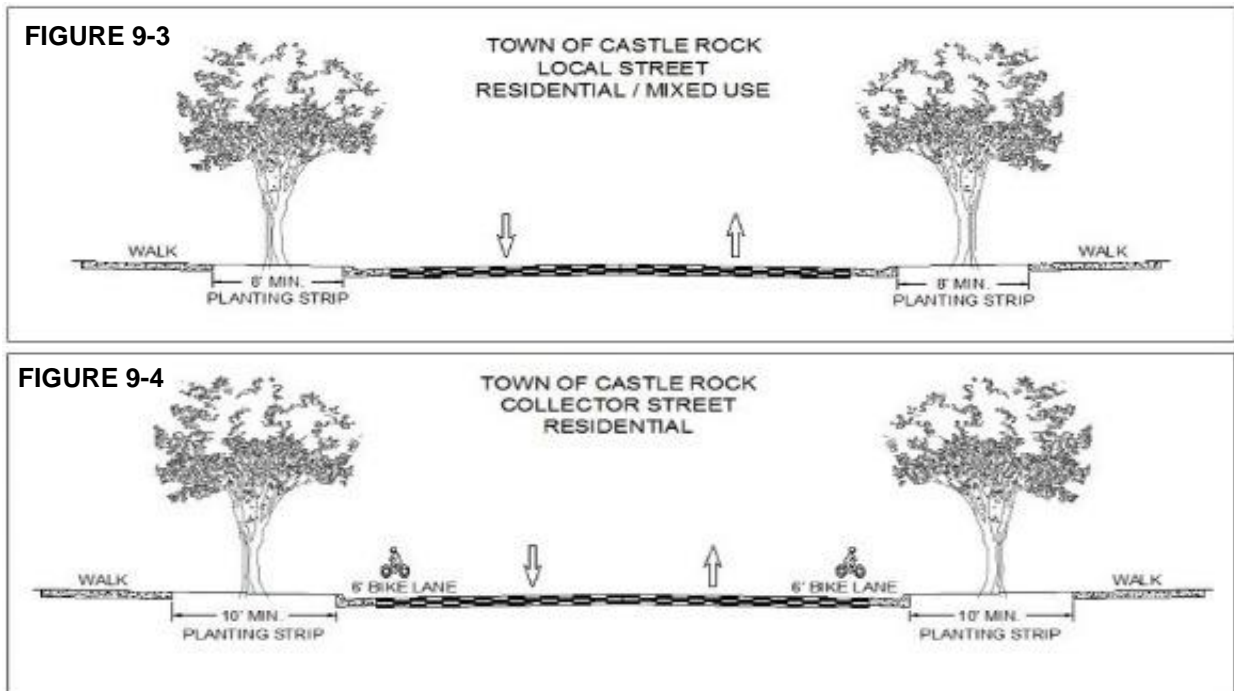 FIGURE 9-3
TOWN OF CASTLE ROCK
LOCAL STREET
RESIDENTIAL / MIXED USE
WALK
WALK
8' MIN.
PLANTING STRIP
8' MIN.
PLANTING STRIP
FIGURE 9-4
TOWN OF CASTLE ROCK
COLLECTOR STREET
RESIDENTIAL
WALK
6' BIKE LANE
6' BIKE LANE
WALK
10' MIN.
PLANTING STRIP
10' MIN.
PLANTING STRIP